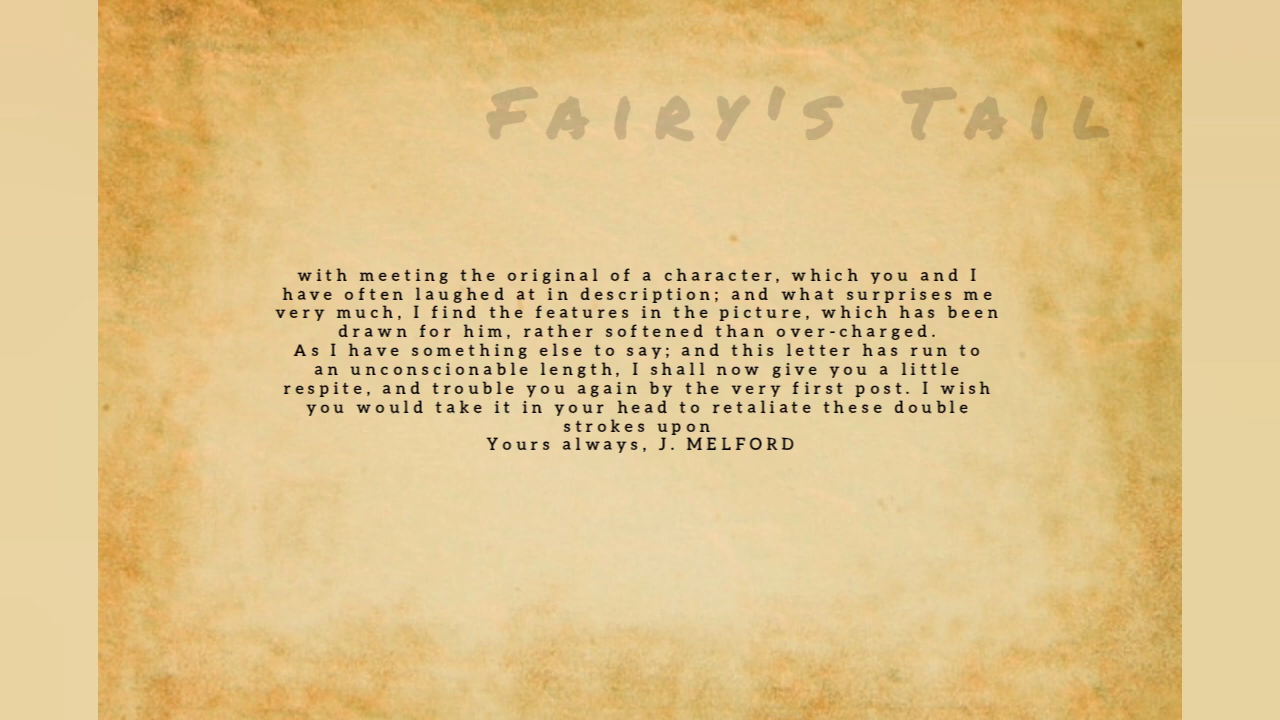 Fairy's Tail
with meeting the original of a character, which you and I
have often laughed at in description; and what surprises me
very much, I find the features in the picture, which has been
drawn for him, rather softened than over-charged.
As I have something else to say; and this letter has run to
an unconscionable length, I shall now give you a little
respite, and trouble you again by the very first post. I wish
you would take it in your head to retaliate these double
strokes upon
Yours always, J. MELFORD